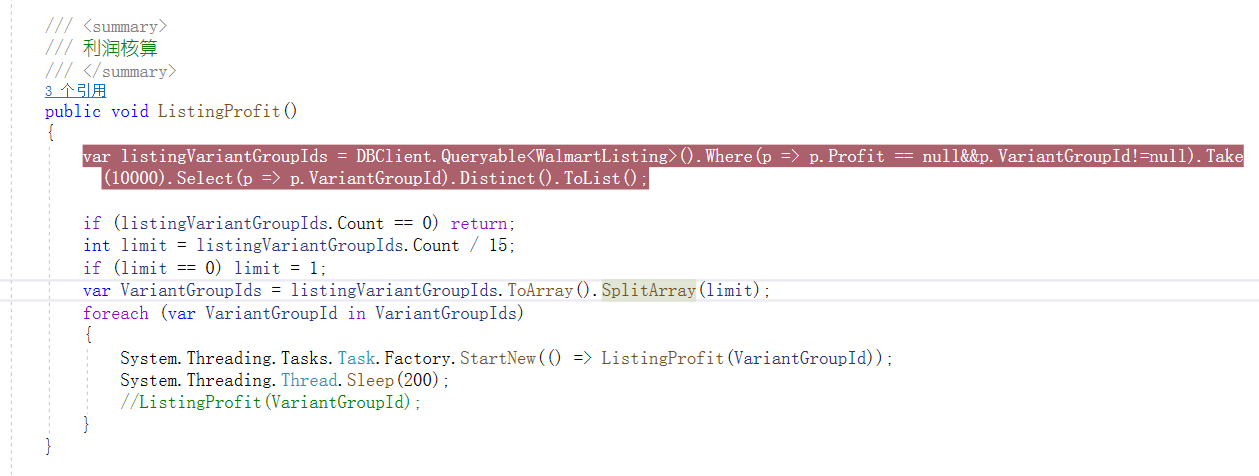 /// <summary>
/// 利润核算
/// </summary>
3 个引用
public void ListingProfit()
{
var listingVariantGroupIds = DBClient.Queryable<WalmartListing>().Where(p => p.Profit == null&&p.VariantGroupId!=null).Take
(10000).Select(p => p.VariantGroupId).Distinct().ToList();
if (listingVariantGroupIds.Count == 0) return;
int limit = listingVariantGroupIds.Count / 15;
if (limit == 0) limit = 1;
var VariantGroupIds = listingVariantGroupIds.ToArray().SplitArray(limit);
foreach (var VariantGroupId in VariantGroupIds)
{
System.Threading.Tasks.Task.Factory.StartNew(() => ListingProfit(VariantGroupId));
System.Threading.Thread.Sleep(200);
//ListingProfit(VariantGroupId);
}
}